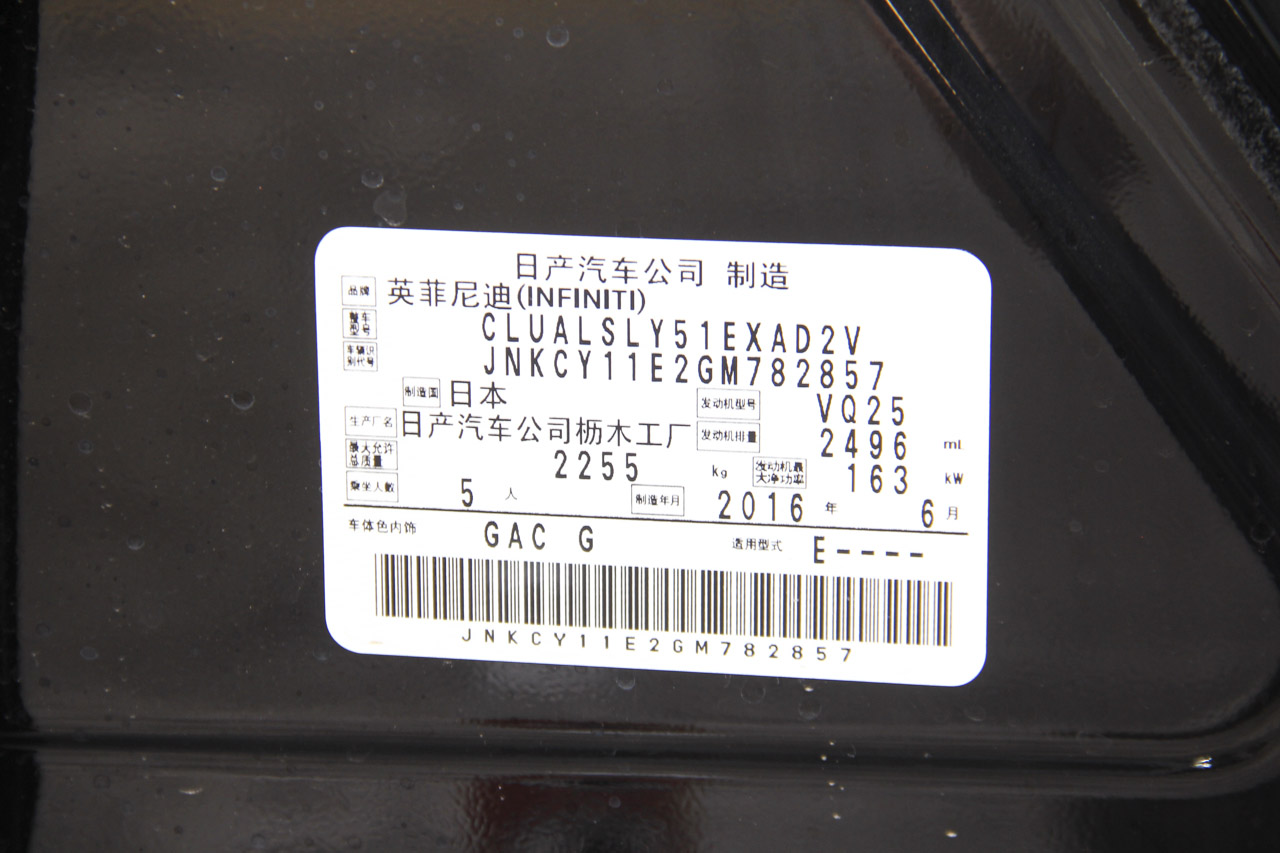 日产汽车公司 制造
品牌 英菲尼迪(INFINITI)
整车型号 CLUALSLY51EXAD2V
车辆识别代号 JNKCY11E2GM782857
制造国 日本 发动机型号 VQ25
生产厂名 日产汽车公司枥木工厂 发动机排量 2496 ml
最大允许总质量 2255 kg 发动机最大净功率 163 kW
乘坐人数 5 人 制造年月 2016 年 6 月
车体色内饰 GAC G 适用型式 E----
JNKCY11E2GM782857